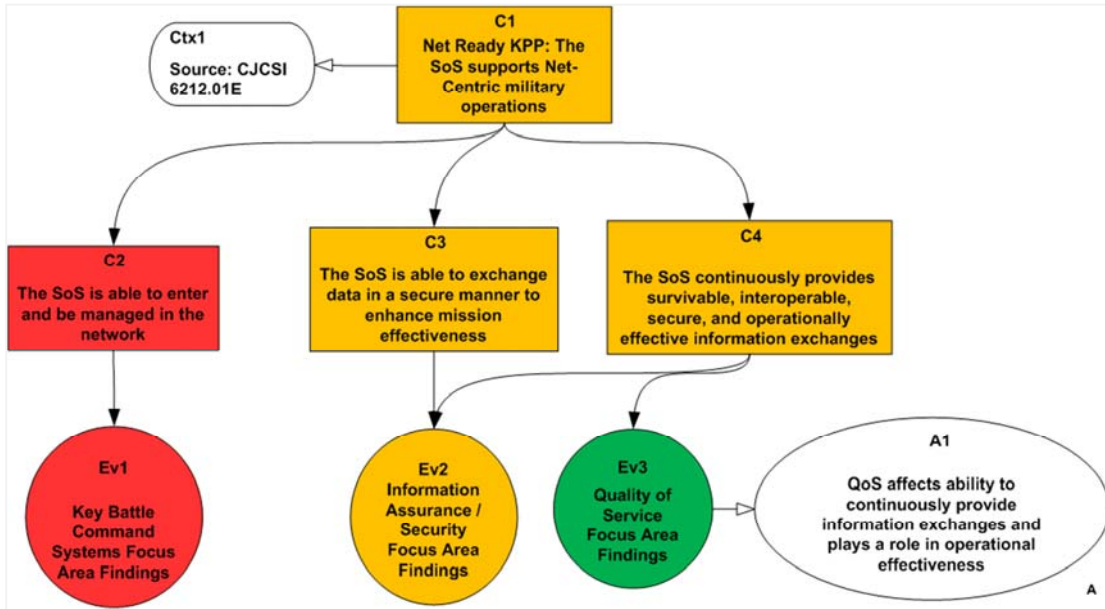 C1
Net Ready KPP: The
SoS supports Net-
Centric military
operations
Ctx1
Source: CJCSI
6212.01E
C2
The SoS is able to enter
and be managed in the
network
C3
The SoS is able to exchange
data in a secure manner to
enhance mission
effectiveness
C4
The SoS continuously provides
survivable, interoperable,
secure, and operationally
effective information exchanges
Ev1
Key Battle
Command
Systems Focus
Area Findings
Ev2
Information
Assurance /
Security
Focus Area
Findings
Ev3
Quality of
Service
Focus Area
Findings
A1
QoS affects ability to
continuously provide
information exchanges and
plays a role in operational
effectiveness
A